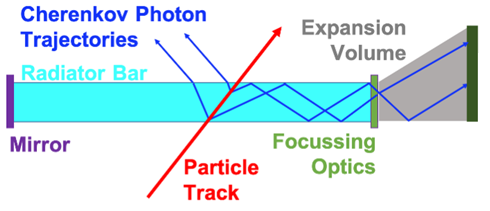 Cherenkov Photon
Trajectories
Radiator Bar
Expansion
Volume
Mirror
Particle
Track
Focussing
Optics